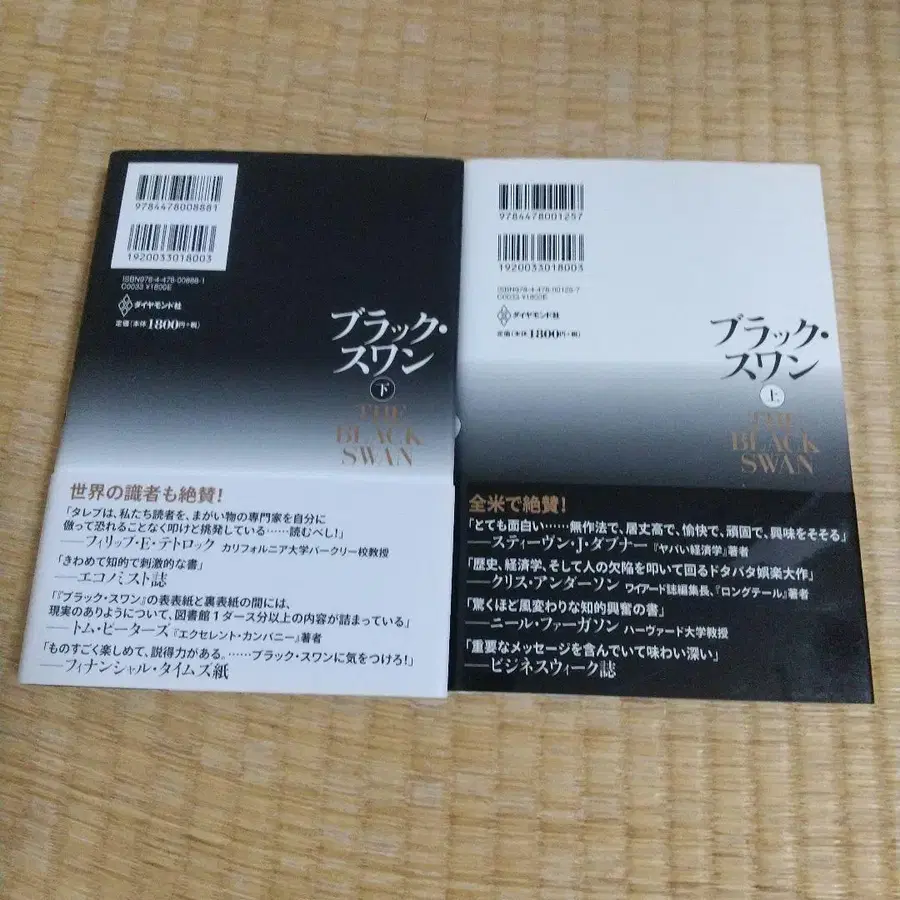 9784478008881
1920033018003
ISBN978-4-478-00888-1
C0033 ¥1800E
ダイヤモンド社
定価(本体1800円+税)
ブラック・
スワン
下
THE
BLACK
SWAN
世界の識者も絶賛!
「タレブは、私たち読者を、まがい物の専門家を自分に
倣って恐れることなく叩けと挑発している……読むべし!」
──フィリップ・E・テトロック カリフォルニア大学バークリー校教授
「きわめて知的で刺激的な書」
──エコノミスト誌
「『ブラック・スワン』の表表紙と裏表紙の間には、
現実のありようについて、図書館1ダース分以上の内容が詰まっている」
──トム・ピーターズ 『エクセレント・カンパニー』著者
「ものすごく楽しめて、説得力がある。……ブラック・スワンに気をつけろ!」
──フィナンシャル・タイムズ紙
9784478001257
1920033018003
ISBN978-4-478-00125-7
C0033 ¥1800E
ダイヤモンド社
定価(本体1800円+税)
ブラック・
スワン
上
THE
BLACK
SWAN
全米で絶賛!
「とても面白い……無作法で、居丈高で、愉快で、頑固で、興味をそそる」
──スティーヴン・J・ダブナー 『ヤバい経済学』著者
「歴史、経済学、そして人の欠陥を叩いて回るドタバタ娯楽大作」
──クリス・アンダーソン ワイアード誌編集長、『ロングテール』著者
「驚くほど風変わりな知的興奮の書」
──ニール・ファーガソン ハーヴァード大学教授
「重要なメッセージを含んでいて味わい深い」
──ビジネスウィーク誌